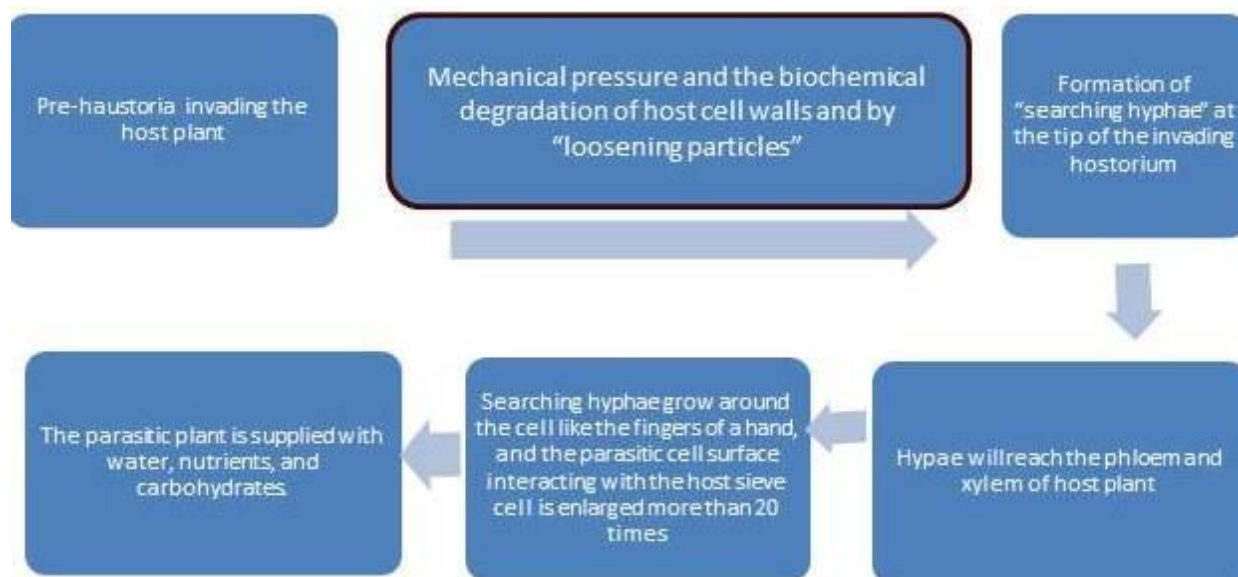 Pre-haustoria invading the
host plant
Mechanical pressure and the biochemical
degradation of host cell walls and by
“loosening particles”
Formation of
“searching hyphae” at
the tip of the invading
hostorium
Hypae will reach the phloem and
xylem of host plant
Searching hyphae grow around
the cell like the fingers of a hand,
and the parasitic cell surface
interacting with the host sieve
cell is enlarged more than 20
times
The parasitic plant is supplied with
water, nutrients, and
carbohydrates.